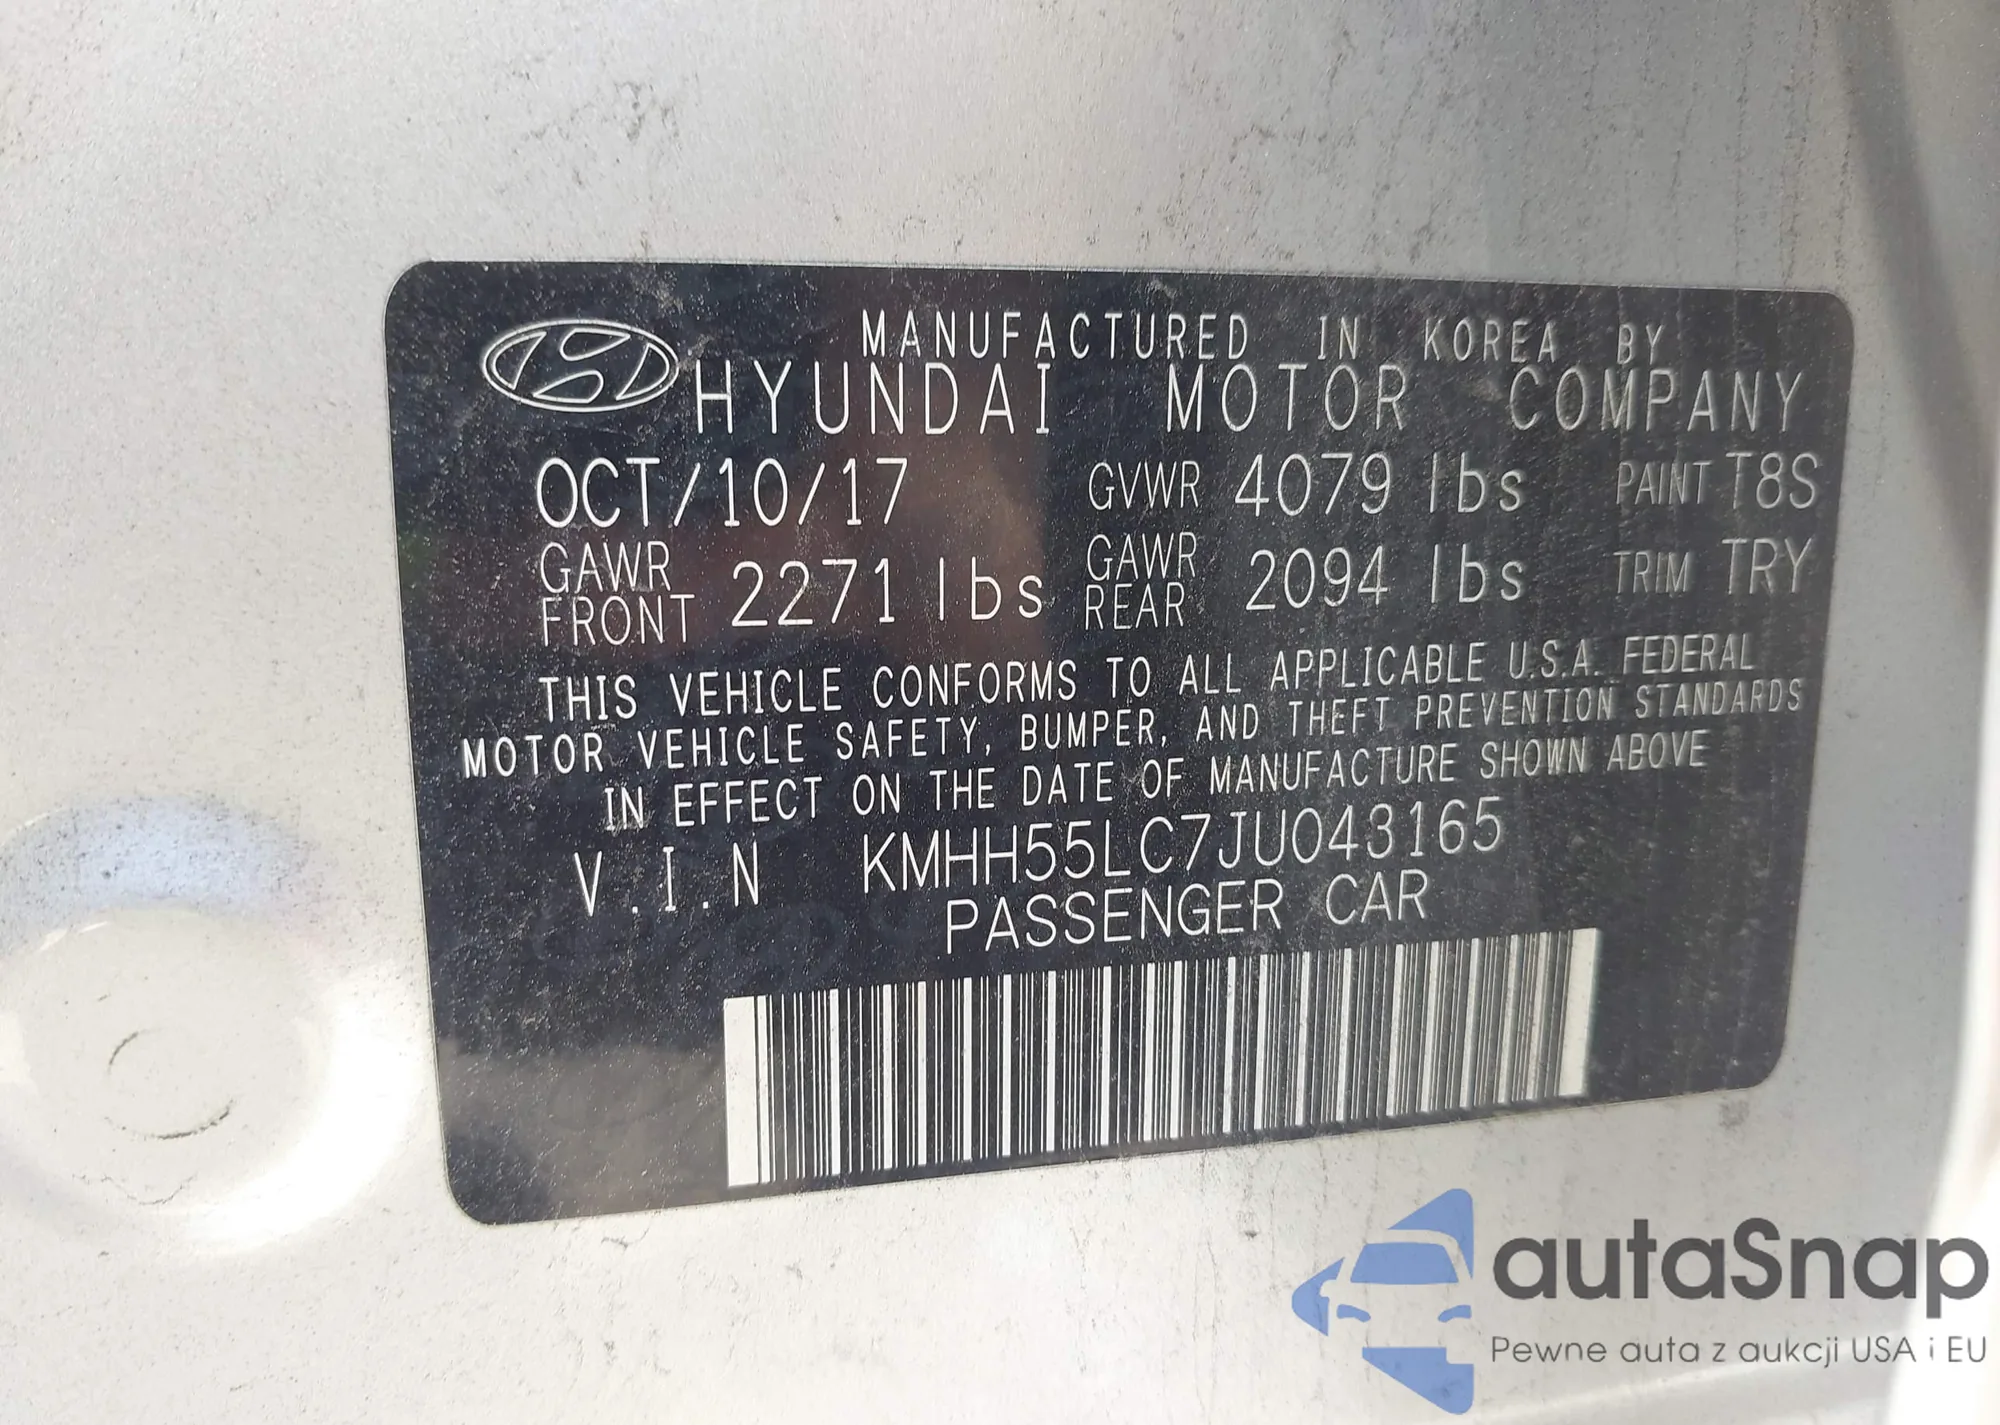 MANUFACTURED IN KOREA BY
HYUNDAI MOTOR COMPANY
OCT/10/17 GVWR 4079 lbs PAINT T8S
GAWR FRONT 2271 lbs GAWR REAR 2094 lbs TRIM TRY
THIS VEHICLE CONFORMS TO ALL APPLICABLE U.S.A. FEDERAL
MOTOR VEHICLE SAFETY, BUMPER, AND THEFT PREVENTION STANDARDS
IN EFFECT ON THE DATE OF MANUFACTURE SHOWN ABOVE
V.I.N KMHH55LC7JU043165
PASSENGER CAR
autaSnap
Pewne auta z aukcji USA i EU